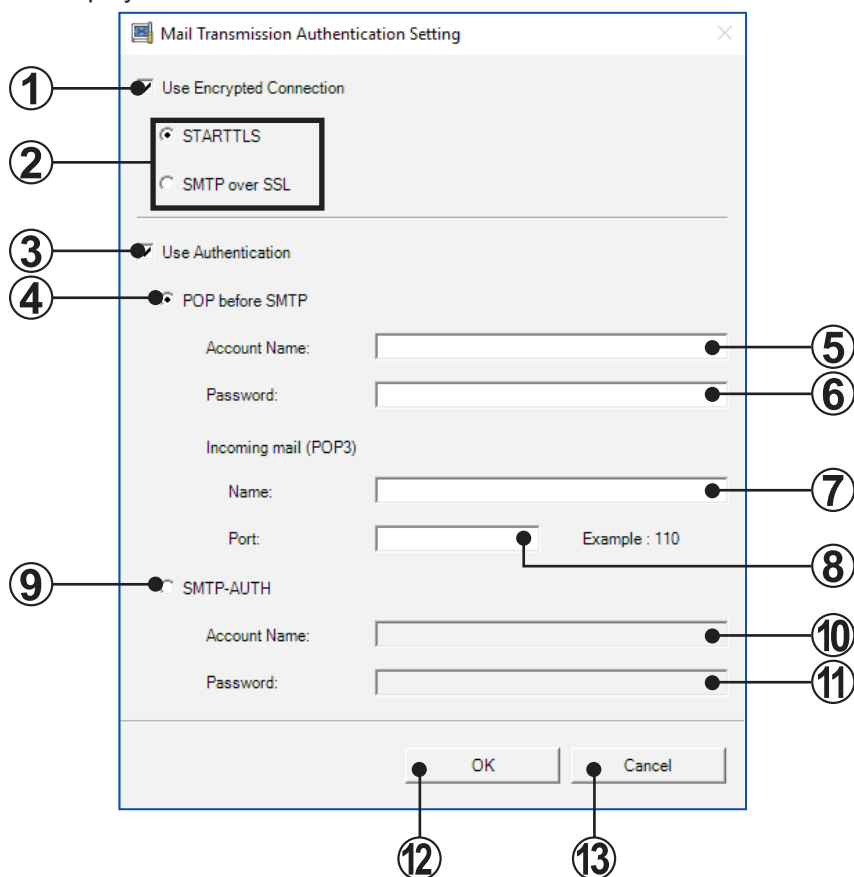 Mail Transmission Authentication Setting
① Use Encrypted Connection
② STARTTLS
SMTP over SSL
③ Use Authentication
④ POP before SMTP
Account Name: ⑤
Password: ⑥
Incoming mail (POP3)
Name: ⑦
Port: Example : 110 ⑧
⑨ SMTP-AUTH
Account Name: ⑩
Password: ⑪
OK Cancel
⑫ ⑬